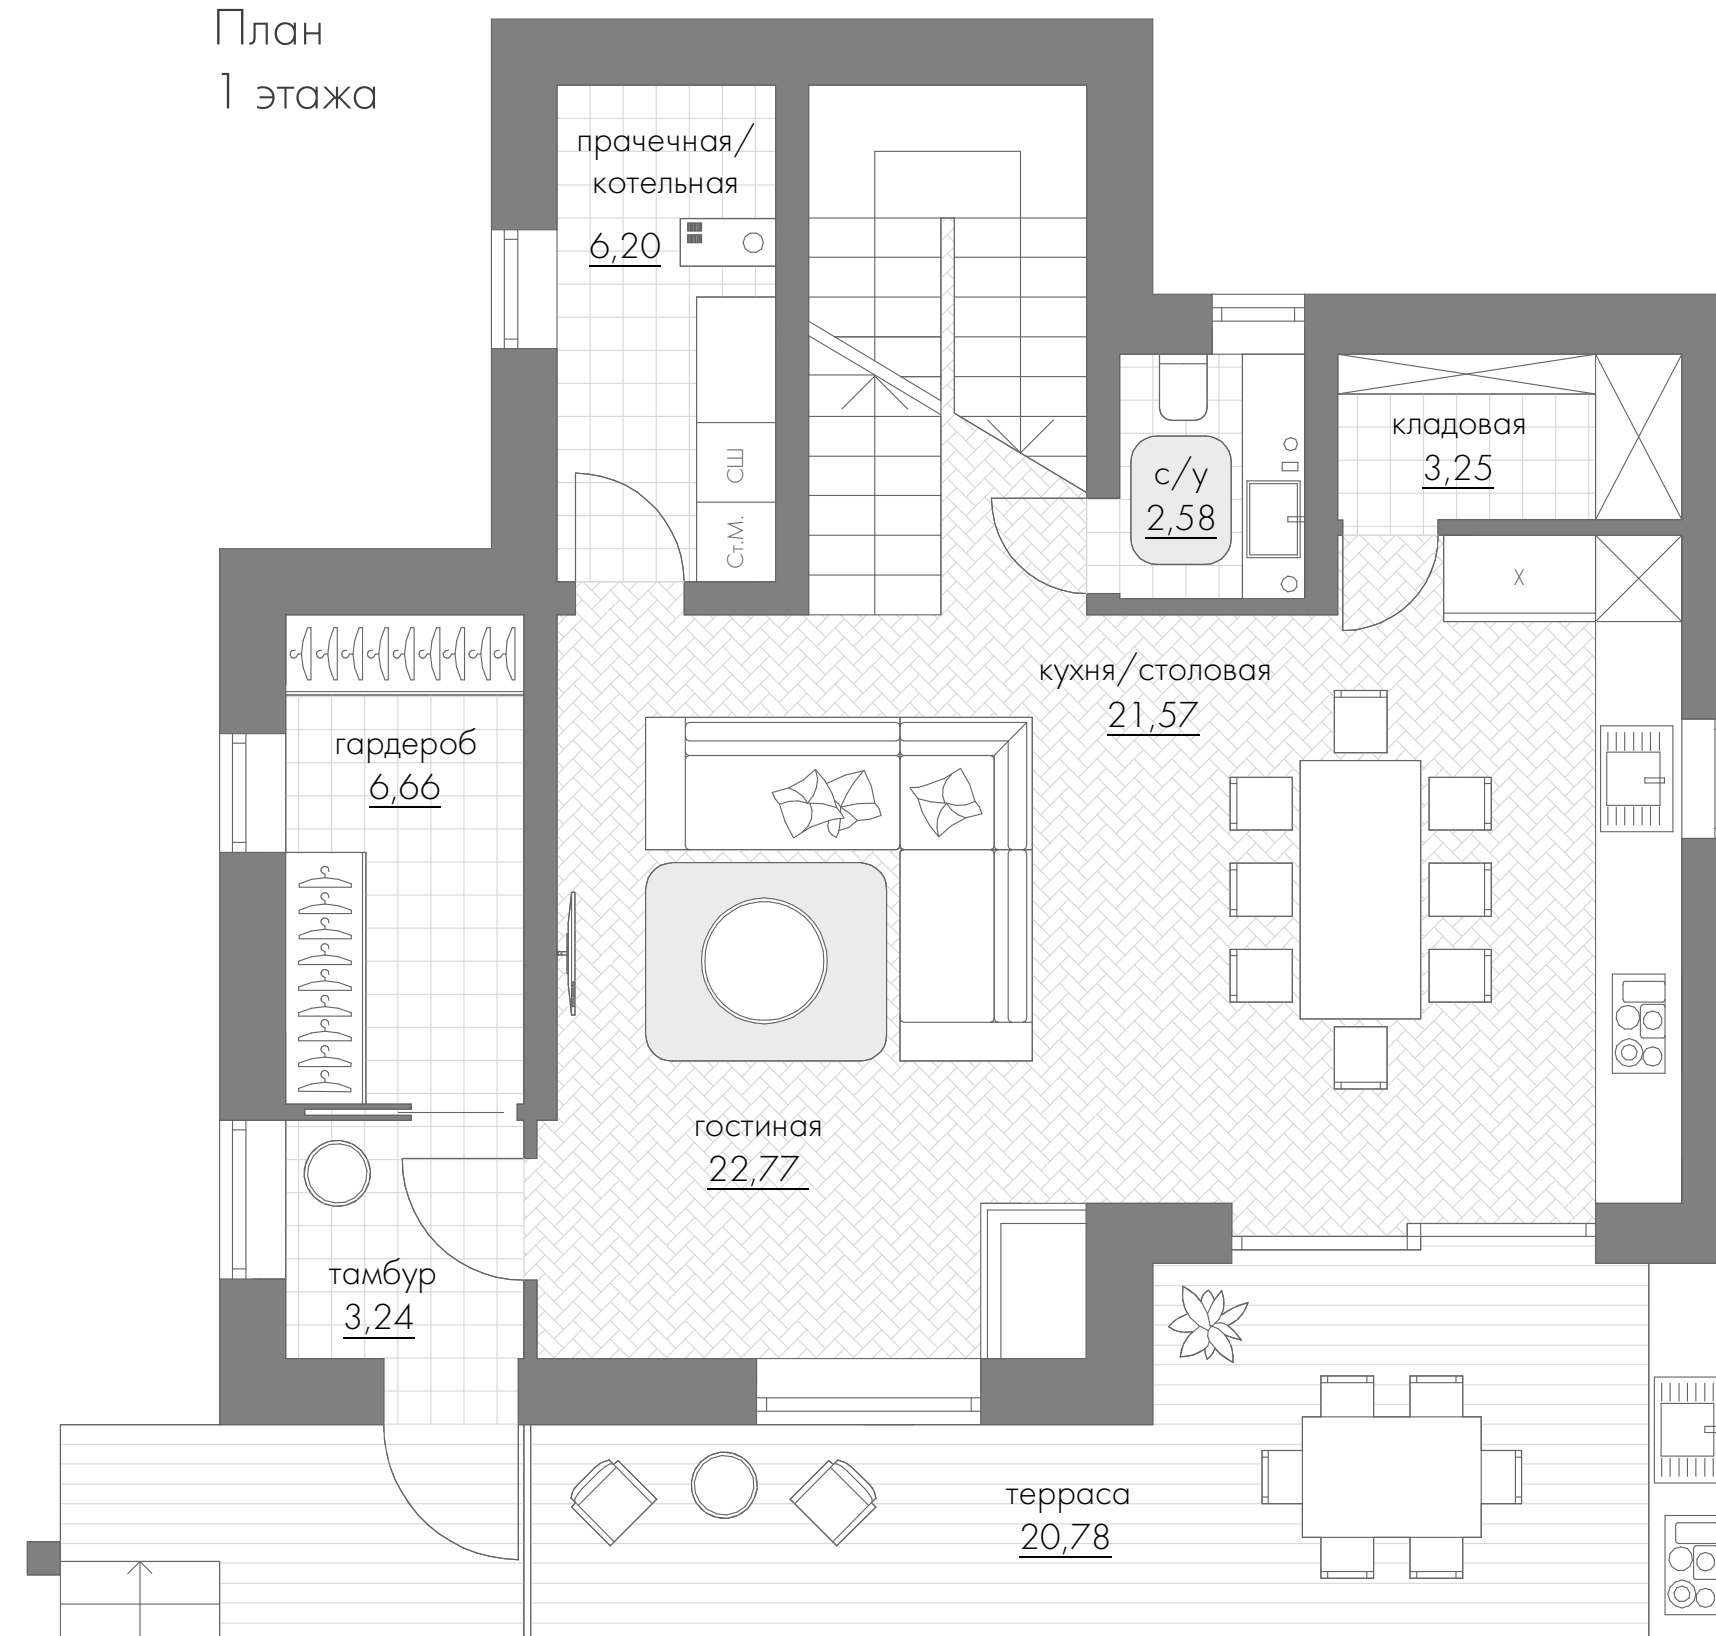 План
1 этажа
прачечная/
котельная
6,20
СШ
Ст.М.
с/у
2,58
кладовая
3,25
X
кухня/столовая
21,57
гардероб
6,66
гостиная
22,77
тамбур
3,24
терраса
20,78